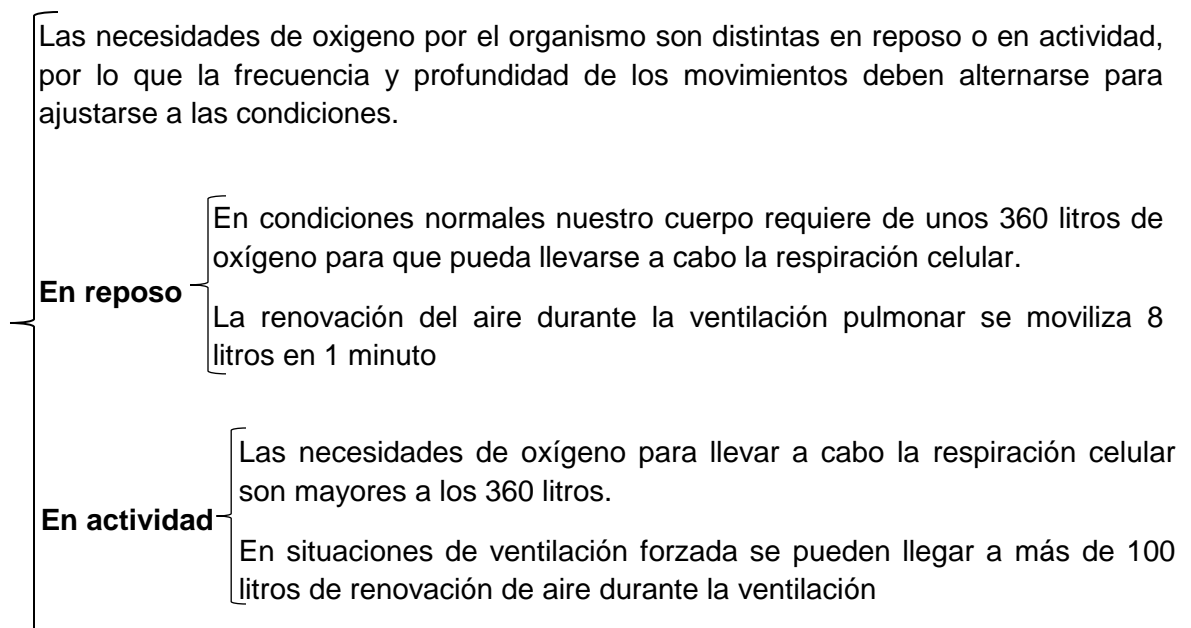 Las necesidades de oxigeno por el organismo son distintas en reposo o en actividad,
por lo que la frecuencia y profundidad de los movimientos deben alternarse para
ajustarse a las condiciones.
En reposo
En condiciones normales nuestro cuerpo requiere de unos 360 litros de
oxígeno para que pueda llevarse a cabo la respiración celular.
La renovación del aire durante la ventilación pulmonar se moviliza 8
litros en 1 minuto
En actividad
Las necesidades de oxígeno para llevar a cabo la respiración celular
son mayores a los 360 litros.
En situaciones de ventilación forzada se pueden llegar a más de 100
litros de renovación de aire durante la ventilación